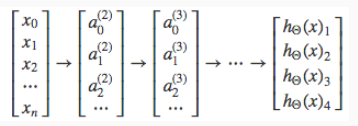 [x₀ x₁ x₂ ... xₙ] → [a₀⁽²⁾ a₁⁽²⁾ a₂⁽²⁾ ...] → [a₀⁽³⁾ a₁⁽³⁾ a₂⁽³⁾ ...] → ... → [hΘ(x)₁ hΘ(x)₂ hΘ(x)₃ hΘ(x)₄]